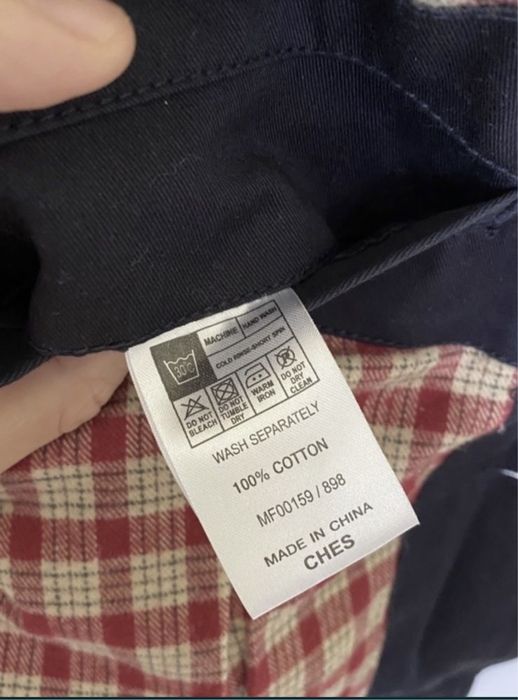 30°C
MACHINE HAND WASH
COLD RINSE-SHORT SPIN
DO NOT BLEACH
DO NOT TUMBLE DRY
WARM IRON
DO NOT DRY CLEAN
WASH SEPARATELY
100% COTTON
MF00159 / 898
MADE IN CHINA
CHES